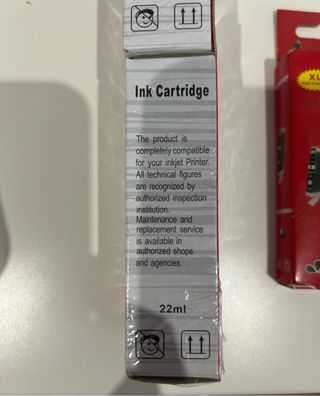 Ink Cartridge
The product is
completely compatible
for your inkjet Printer.
All technical figures
are recognized by
authorized inspection
institution.
Maintenance and
replacement service
is available in
authorized shops
and agencies.
22ml
XL